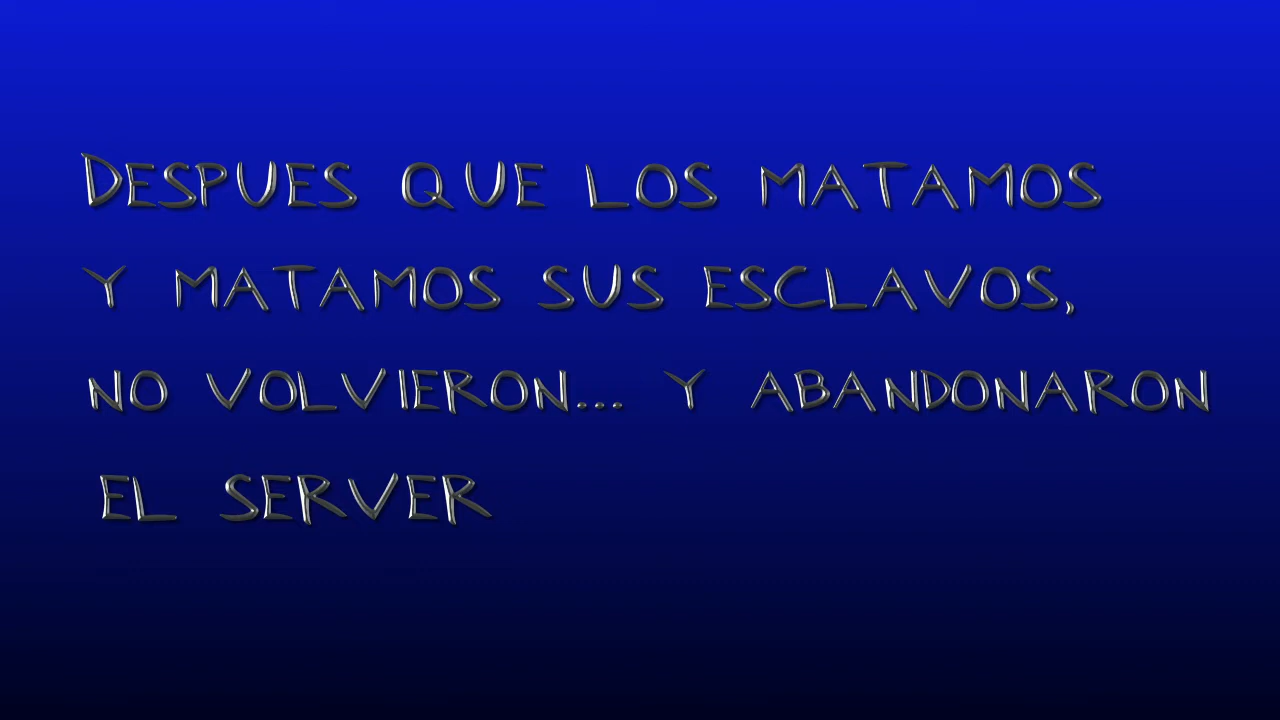 DESPUES QUE LOS MATAMOS
Y MATAMOS SUS ESCLAVOS,
NO VOLVIERON... Y ABANDONARON
EL SERVER